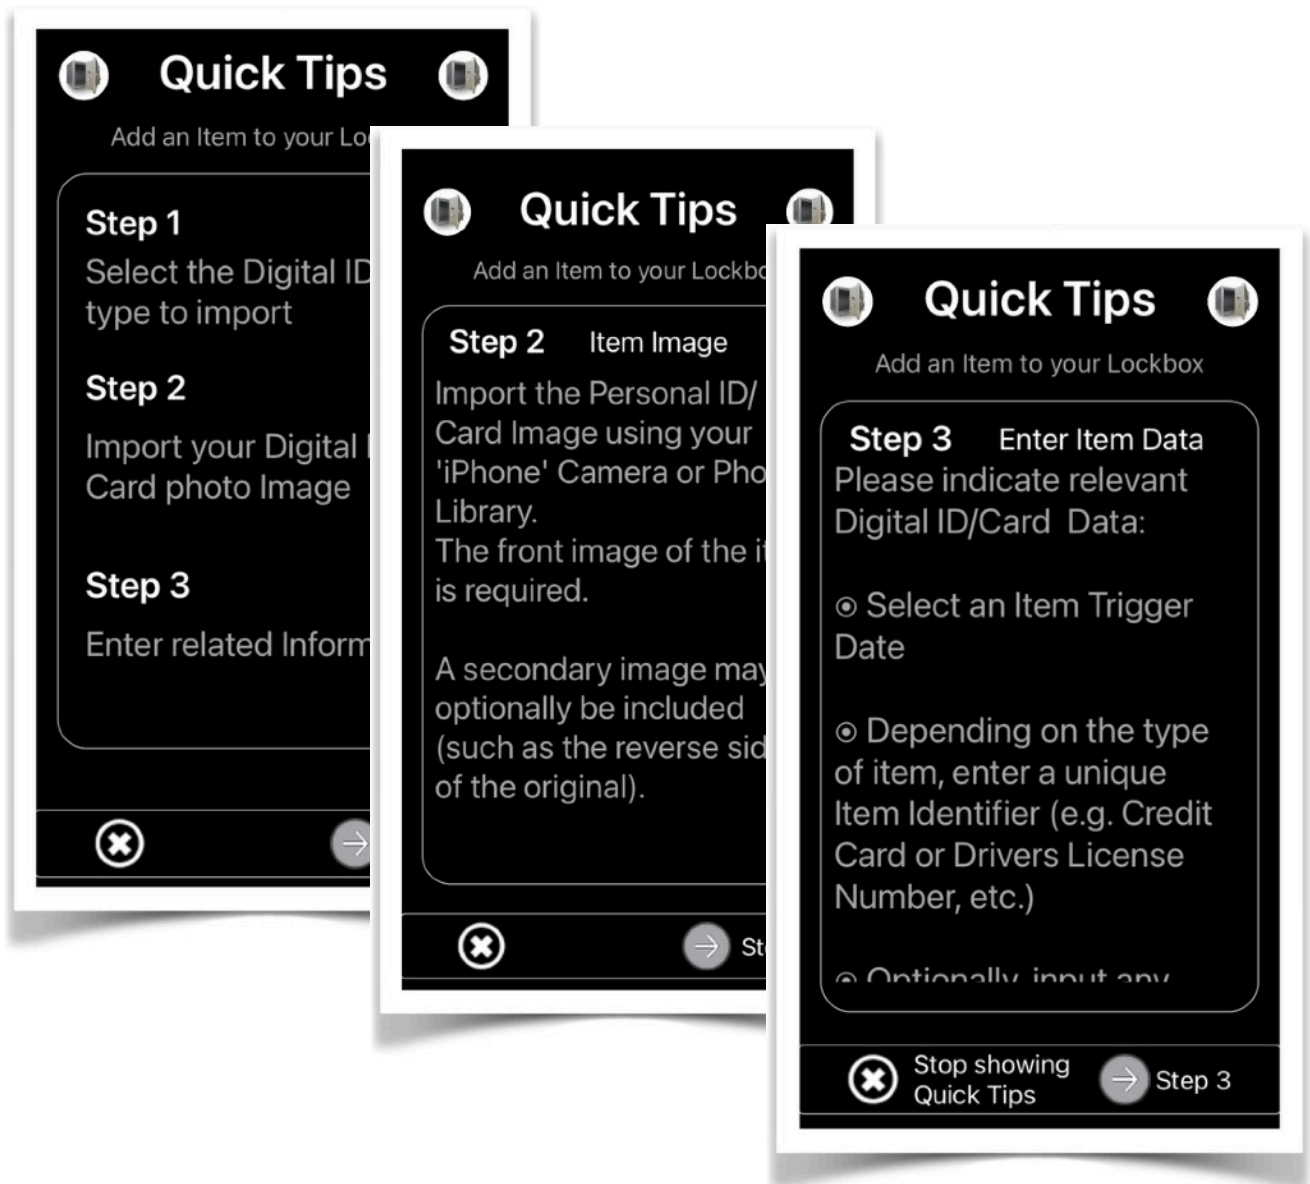 Quick Tips
Add an Item to your
Step 1
Select the Digital ID
type to import
Step 2
Import your Digital
Card photo Image
Step 3
Enter related
Quick Tips
Add an Item to your
Step 2 Item Image
Import the Personal ID/
Card Image using your
'iPhone' Camera or
Library.
The front image of the
is required.
A secondary image may
optionally be included
(such as the reverse
of the original).
Quick Tips
Add an Item to your Lockbox
Step 3 Enter Item Data
Please indicate relevant
Digital ID/Card Data:
◉ Select an Item Trigger
Date
◉ Depending on the type
of item, enter a unique
Item Identifier (e.g. Credit
Card or Drivers License
Number, etc.)
◉ Optionally, input any
Stop showing
Quick Tips
Step 3